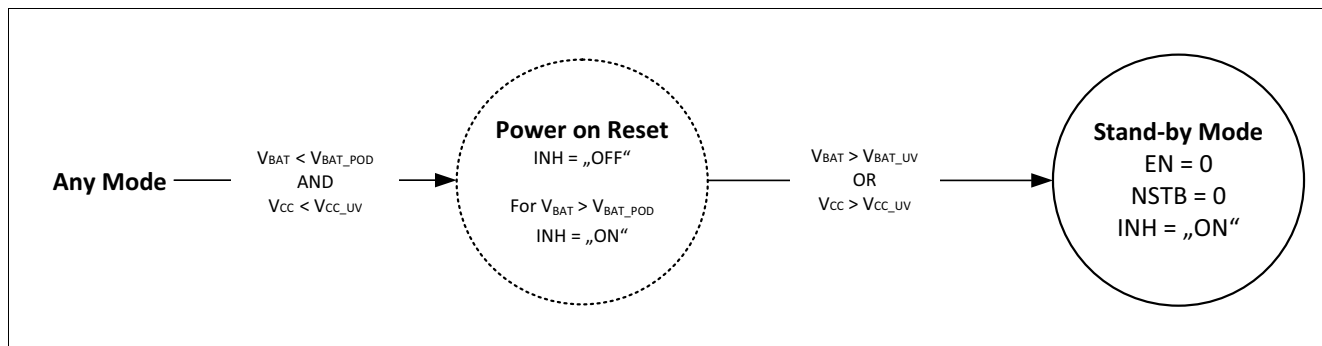 Any Mode
VBAT < VBAT_POD
AND
VCC < VCC_UV
Power on Reset
INH = „OFF“
For VBAT > VBAT_POD
INH = „ON“
VBAT > VBAT_UV
OR
VCC > VCC_UV
Stand-by Mode
EN = 0
NSTB = 0
INH = „ON“